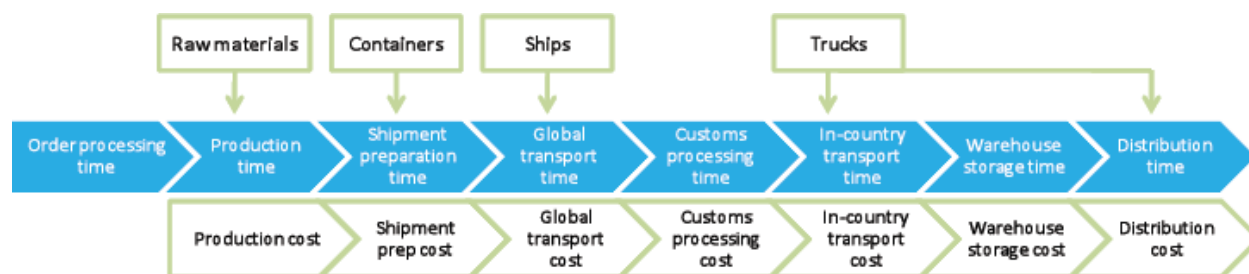 Raw materials
Containers
Ships
Trucks
Order processing
time
Production
time
Shipment
preparation
time
Global
transport
time
Customs
processing
time
In-country
transport
time
Warehouse
storage time
Distribution
time
Production cost
Shipment
prep cost
Global
transport
cost
Customs
processing
cost
In-country
transport
cost
Warehouse
storage cost
Distribution
cost